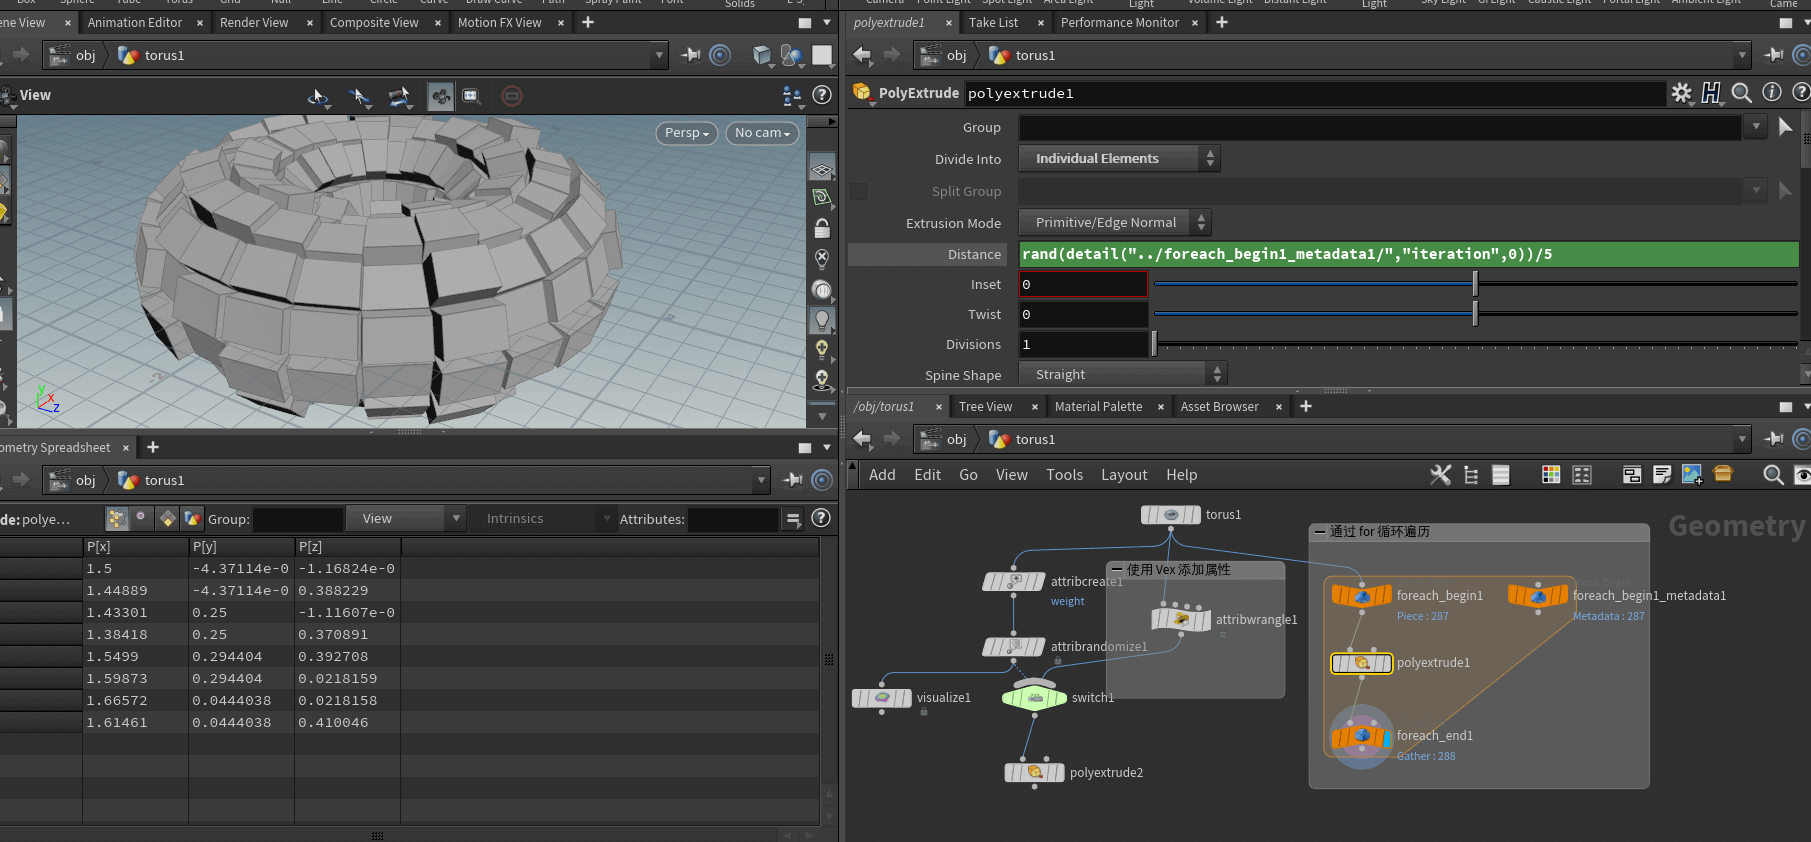 Solids
Light
Light
Came
ene View
Animation Editor
Render View
Composite View
Motion FX View
obj
torus1
View
Persp
No cam
y
x
z
ometry Spreadsheet
obj
torus1
de: polye...
Group:
View
Intrinsics
Attributes:
P[x] P[y] P[z]
1.5 -4.37114e-0 -1.16824e-0
1.44889 -4.37114e-0 0.388229
1.43301 0.25 -1.11607e-0
1.38418 0.25 0.370891
1.5499 0.294404 0.392708
1.59873 0.294404 0.0218159
1.66572 0.0444038 0.0218158
1.61461 0.0444038 0.410046
polyextrude1
Take List
Performance Monitor
obj
torus1
PolyExtrude polyextrude1
Group
Divide Into Individual Elements
Split Group
Extrusion Mode Primitive/Edge Normal
Distance rand(detail("../foreach_begin1_metadata1/","iteration",0))/5
Inset 0
Twist 0
Divisions 1
Spine Shape Straight
/obj/torus1
Tree View
Material Palette
Asset Browser
obj
torus1
Add Edit Go View Tools Layout Help
Geometry
torus1
attribcreate1
weight
attribrandomize1
visualize1
switch1
polyextrude2
使用 Vex 添加属性
attribwrangle1
通过 for 循环遍历
foreach_begin1
Piece : 287
Block Begin
foreach_begin1_metadata1
Metadata : 287
polyextrude1
foreach_end1
Gather : 288